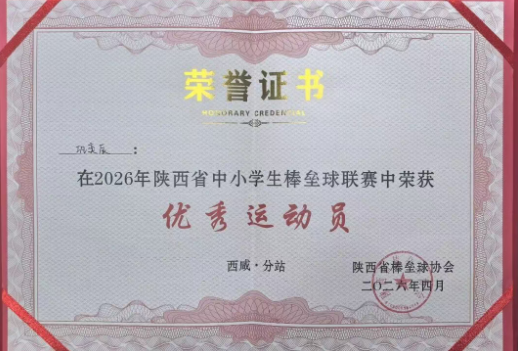 荣誉证书
HONORARY CREDENTIAL
:
在2026年陕西省中小学生棒垒球联赛中荣获
优秀运动员
西咸·分站
陕西省棒垒球协会
二〇二六年四月